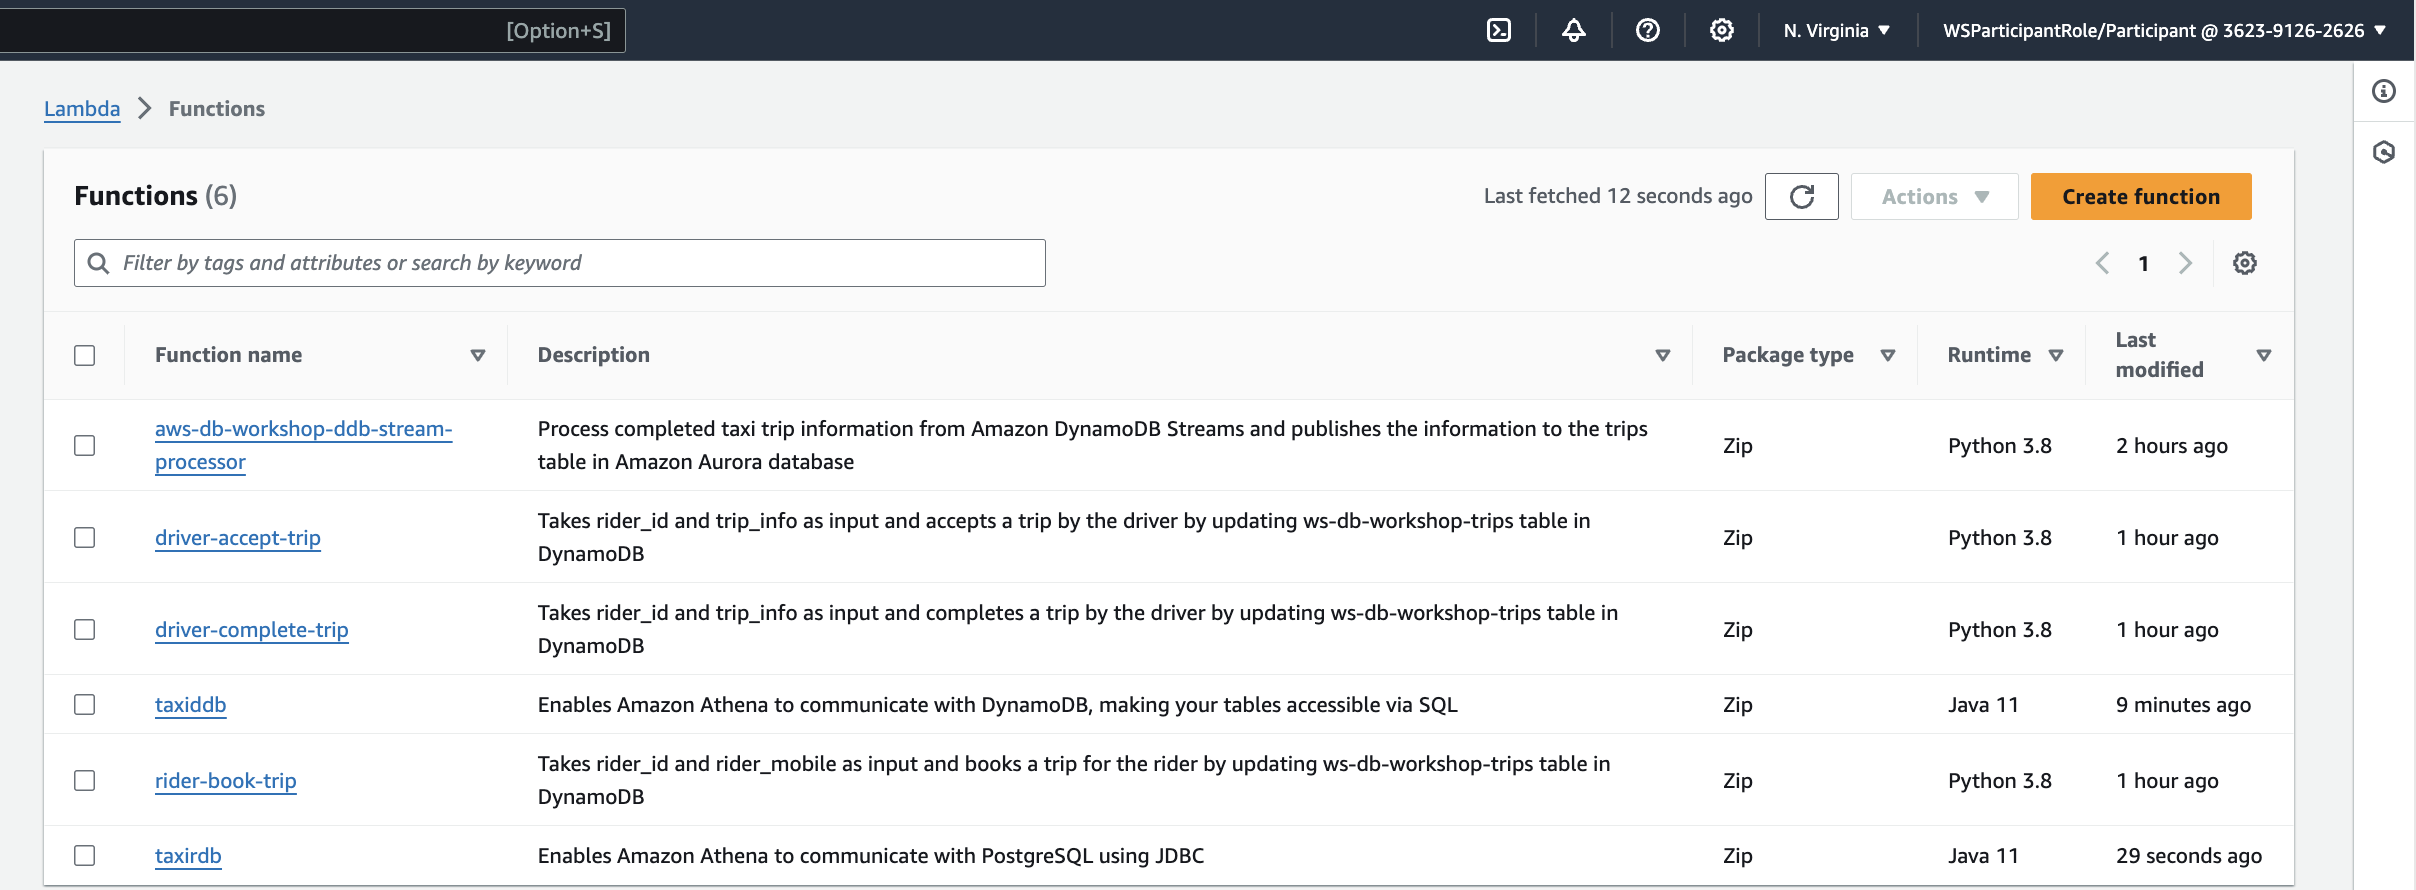 [Option+S]
N. Virginia
WSParticipantRole/Participant @ 3623-9126-2626
Lambda
Functions
Functions (6)
Last fetched 12 seconds ago
Actions
Create function
Filter by tags and attributes or search by keyword
1
Function name
Description
Package type
Runtime
Last
modified
aws-db-workshop-ddb-stream-
processor
Process completed taxi trip information from Amazon DynamoDB Streams and publishes the information to the trips
table in Amazon Aurora database
Zip
Python 3.8
2 hours ago
driver-accept-trip
Takes rider_id and trip_info as input and accepts a trip by the driver by updating ws-db-workshop-trips table in
DynamoDB
Zip
Python 3.8
1 hour ago
driver-complete-trip
Takes rider_id and trip_info as input and completes a trip by the driver by updating ws-db-workshop-trips table in
DynamoDB
Zip
Python 3.8
1 hour ago
taxiddb
Enables Amazon Athena to communicate with DynamoDB, making your tables accessible via SQL
Zip
Java 11
9 minutes ago
rider-book-trip
Takes rider_id and rider_mobile as input and books a trip for the rider by updating ws-db-workshop-trips table in
DynamoDB
Zip
Python 3.8
1 hour ago
taxirdb
Enables Amazon Athena to communicate with PostgreSQL using JDBC
Zip
Java 11
29 seconds ago